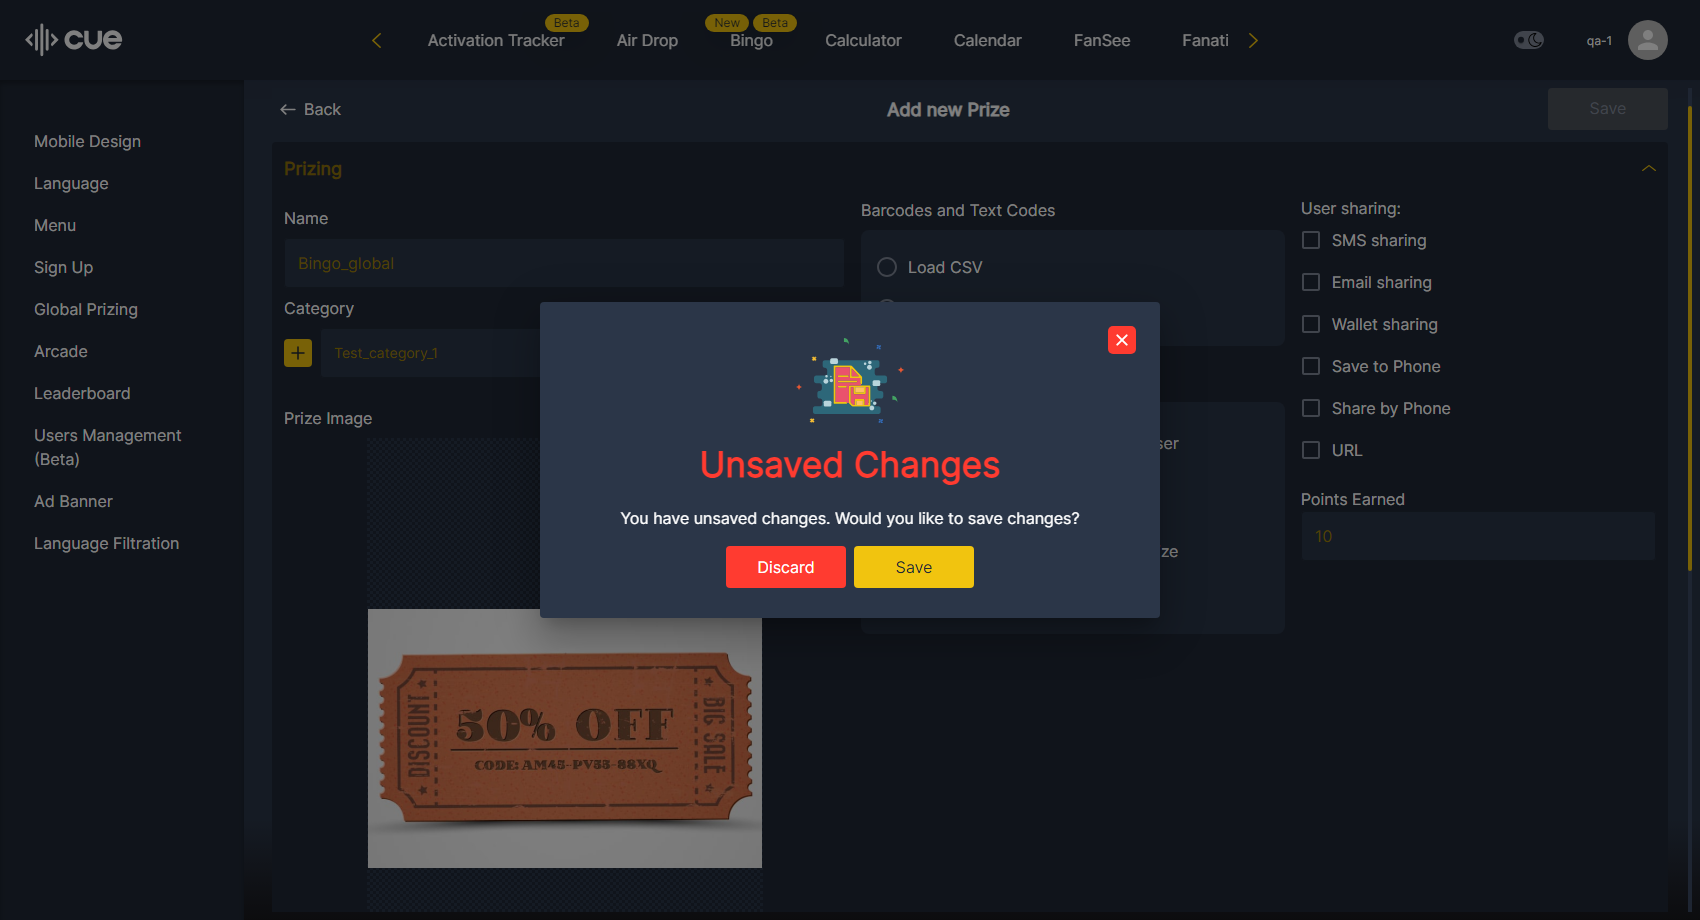 cue
Activation Tracker
Beta
Air Drop
New
Beta
Bingo
Calculator
Calendar
FanSee
Fanati
qa-1
Mobile Design
Language
Menu
Sign Up
Global Prizing
Arcade
Leaderboard
Users Management
(Beta)
Ad Banner
Language Filtration
Back
Add new Prize
Save
Prizing
Name
Bingo_global
Category
Test_category_1
Prize Image
DISCOUNT
50% OFF
CODE: AM45-PV55-88XQ
BIG SALE
Barcodes and Text Codes
Load CSV
ser
ze
User sharing:
SMS sharing
Email sharing
Wallet sharing
Save to Phone
Share by Phone
URL
Points Earned
10
Unsaved Changes
You have unsaved changes. Would you like to save changes?
Discard
Save